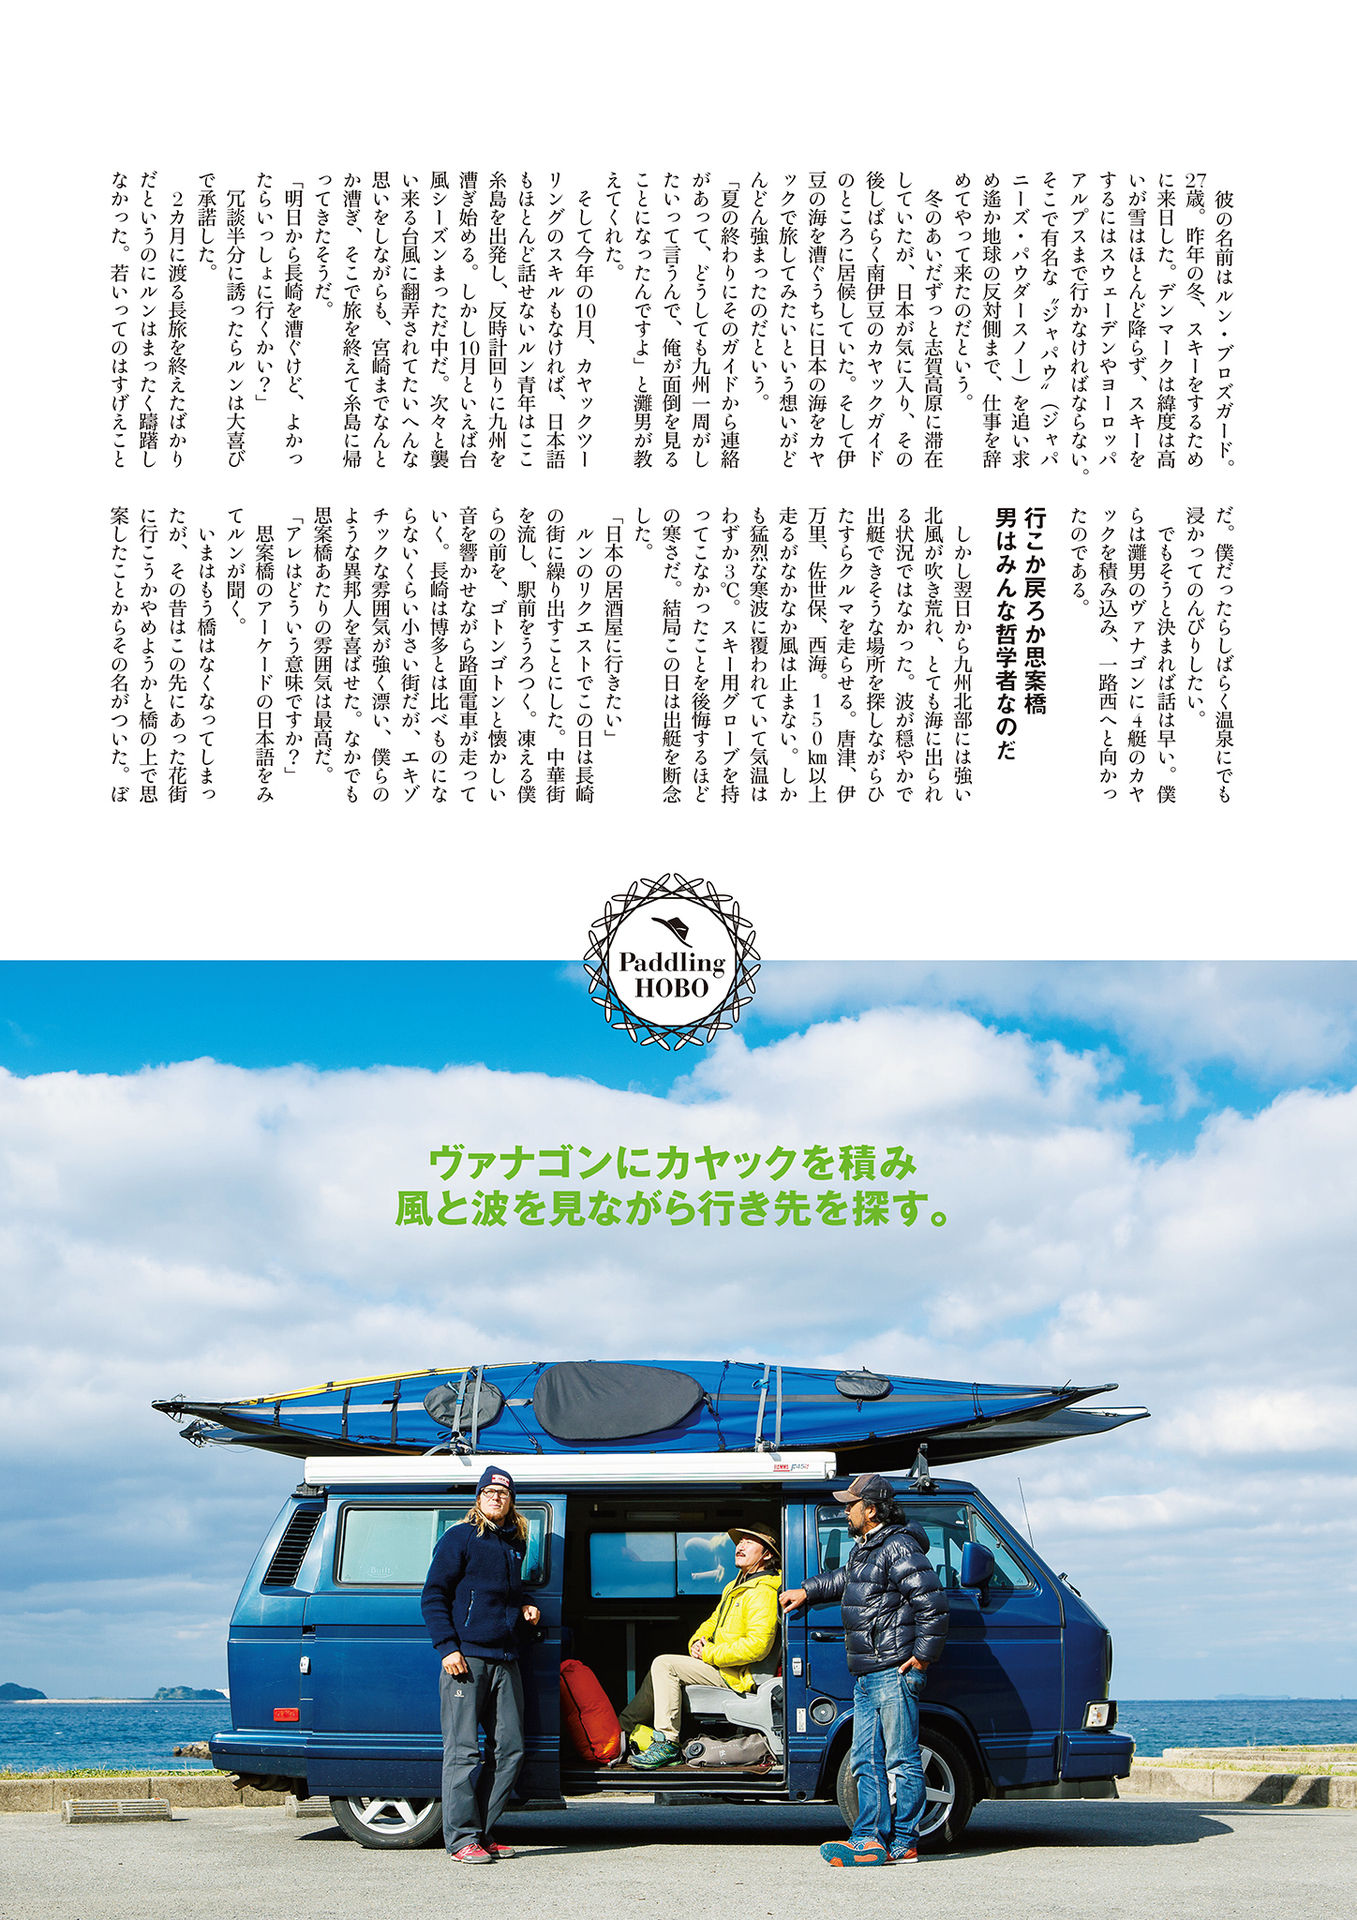 彼の名前はルン・ブロズガード。
27歳。昨年の冬、スキーをするため
に来日した。デンマークは緯度は高
いが雪はほとんど降らず、スキーを
するにはスウェーデンやヨーロッパ
アルプスまで行かなければならない。
そこで有名な〝ジャパウ〟（ジャパ
ニーズ・パウダースノー）を追い求
め遙か地球の反対側まで、仕事を辞
めてやって来たのだという。
冬のあいだずっと志賀高原に滞在
していたが、日本が気に入り、その
後しばらく南伊豆のカヤックガイド
のところに居候していた。そして伊
豆の海を漕ぐうちに日本の海をカヤ
ックで旅してみたいという想いがど
んどん強まったのだという。
「夏の終わりにそのガイドから連絡
があって、どうしても九州一周がし
たいって言うんで、俺が面倒を見る
ことになったんですよ」と灘男が教
えてくれた。
そして今年の10月、カヤックツー
リングのスキルもなければ、日本語
もほとんど話せないルン青年はここ
糸島を出発し、反時計回りに九州を
漕ぎ始める。しかし10月といえば台
風シーズンまっただ中だ。次々と襲
い来る台風に翻弄されてたいへんな
思いをしながらも、宮崎までなんと
か漕ぎ、そこで旅を終えて糸島に帰
ってきたそうだ。
「明日から長崎を漕ぐけど、よかっ
たらいっしょに行くかい？」
冗談半分に誘ったらルンは大喜び
で承諾した。
2カ月に渡る長旅を終えたばかり
だというのにルンはまったく躊躇し
なかった。若いってのはすげえこと
だ。僕だったらしばらく温泉にでも
浸かってのんびりしたい。
でもそうと決まれば話は早い。僕
らは灘男のヴァナゴンに4艇のカヤ
ックを積み込み、一路西へと向かっ
たのである。
行こか戻ろか思案橋
男はみんな哲学者なのだ
しかし翌日から九州北部には強い
北風が吹き荒れ、とても海に出られ
る状況ではなかった。波が穏やかで
出艇できそうな場所を探しながらひ
たすらクルマを走らせる。唐津、伊
万里、佐世保、西海。150㎞以上
走るがなかなか風は止まない。しか
も猛烈な寒波に覆われていて気温は
わずか3℃。スキー用グローブを持
ってこなかったことを後悔するほど
の寒さだ。結局この日は出艇を断念
した。
「日本の居酒屋に行きたい」
ルンのリクエストでこの日は長崎
の街に繰り出すことにした。中華街
を流し、駅前をうろつく。凍える僕
らの前を、ゴトンゴトンと懐かしい
音を響かせながら路面電車が走って
いく。長崎は博多とは比べものにな
らないくらい小さい街だが、エキゾ
チックな雰囲気が強く漂い、僕らの
ような異邦人を喜ばせた。なかでも
思案橋あたりの雰囲気は最高だ。
「アレはどういう意味ですか？」
思案橋のアーケードの日本語をみ
てルンが聞く。
いまはもう橋はなくなってしまっ
たが、その昔はこの先にあった花街
に行こうかやめようかと橋の上で思
案したことからその名がついた。ぼ
Paddling
HOBO
ヴァナゴンにカヤックを積み
風と波を見ながら行き先を探す。